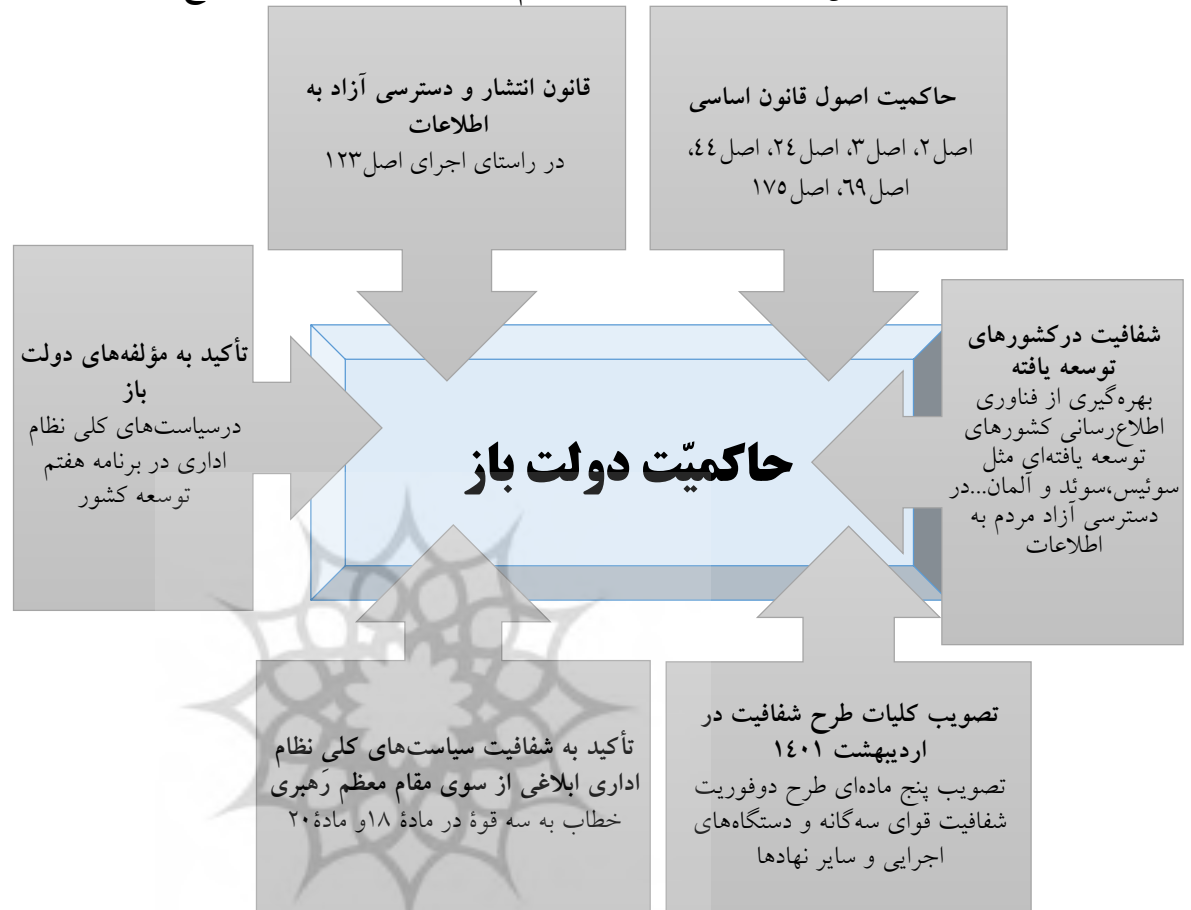 حاکمیت اصول قانون اساسی
اصل۲، اصل۳، اصل۲٤، اصل٤٤،
اصل٦۹، اصل۱۷٥
قانون انتشار و دسترسی آزاد به
اطلاعات
در راستای اجرای اصل۱۲۳
شفافیت درکشورهای
توسعه یافته
بهره‌گیری از فناوری
اطلاع‌رسانی کشورهای
توسعه یافته‌ای مثل
سوئیس،سوئد و آلمان...در
دسترسی آزاد مردم به
اطلاعات
حاکمیّت دولت باز
تأکید به مؤلفه‌های دولت
باز
درسیاست‌های کلی نظام
اداری در برنامه هفتم
توسعه کشور
تصویب کلیات طرح شفافیت در
اردیبهشت ۱٤۰۱
تصویب پنج ماده‌ای طرح دوفوریت
شفافیت قوای سه‌گانه و دستگاه‌های
اجرایی و سایر نهادها
تأکید به شفافیت سیاست‌های کلیِ نظام
اداری ابلاغی از سوی مقام معظم رَهبری
خطاب به سه قوۀ در مادۀ ۱۸و مادۀ۲۰